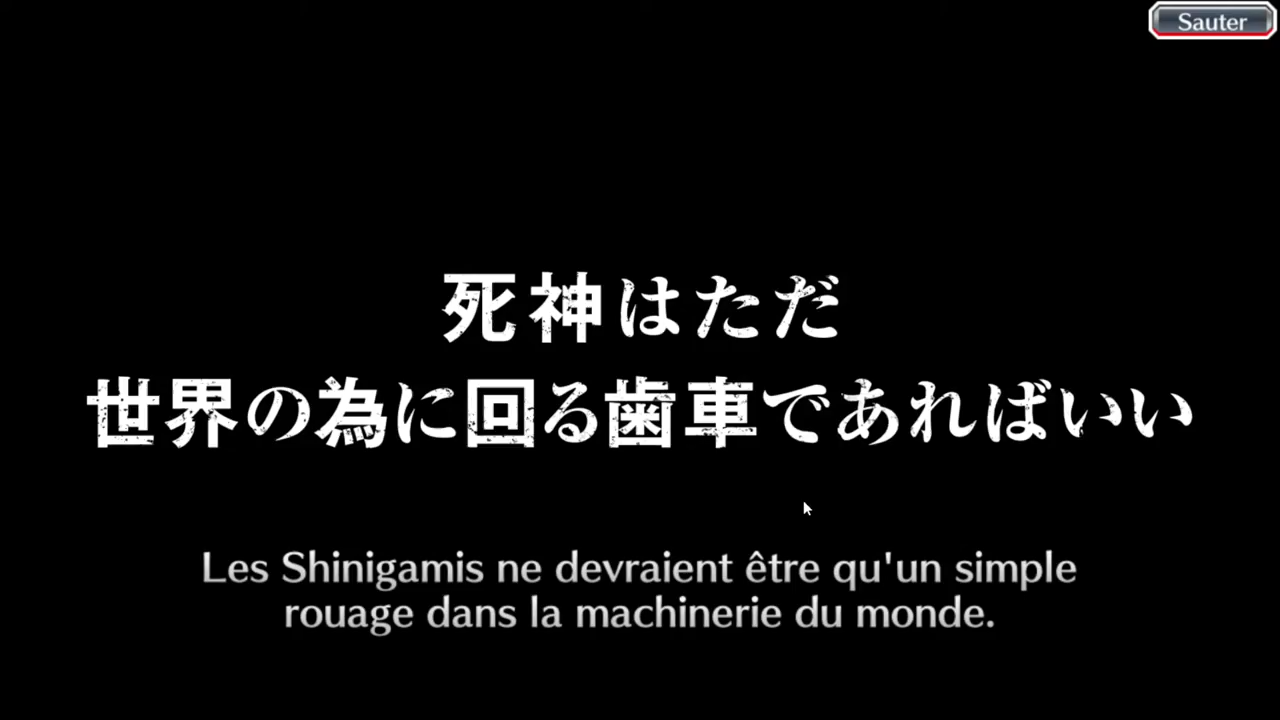 Sauter
死神はただ
世界の為に回る歯車であればいい
Les Shinigamis ne devraient être qu'un simple
rouage dans la machinerie du monde.